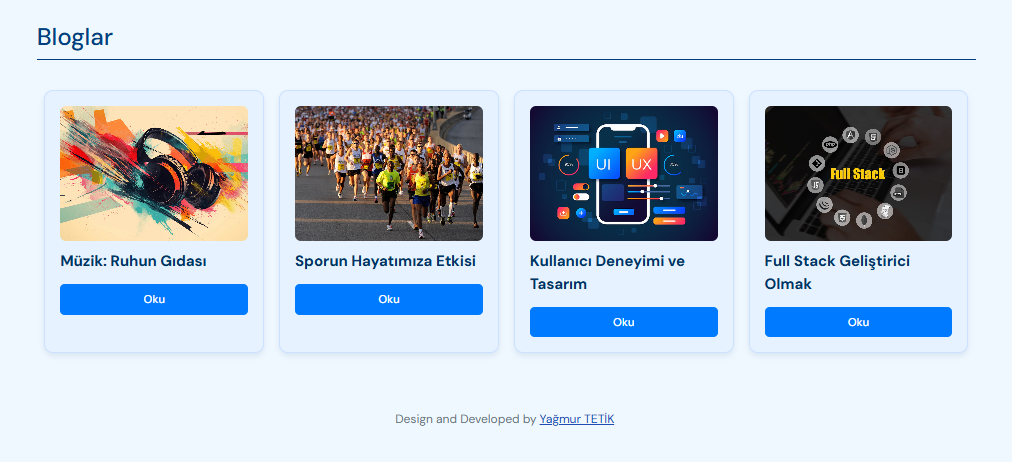 Bloglar
UI
UX
Full Stack
Müzik: Ruhun Gıdası
Sporun Hayatımıza Etkisi
Kullanıcı Deneyimi ve
Tasarım
Full Stack Geliştirici
Olmak
Oku
Oku
Oku
Oku
Design and Developed by Yağmur TETİK